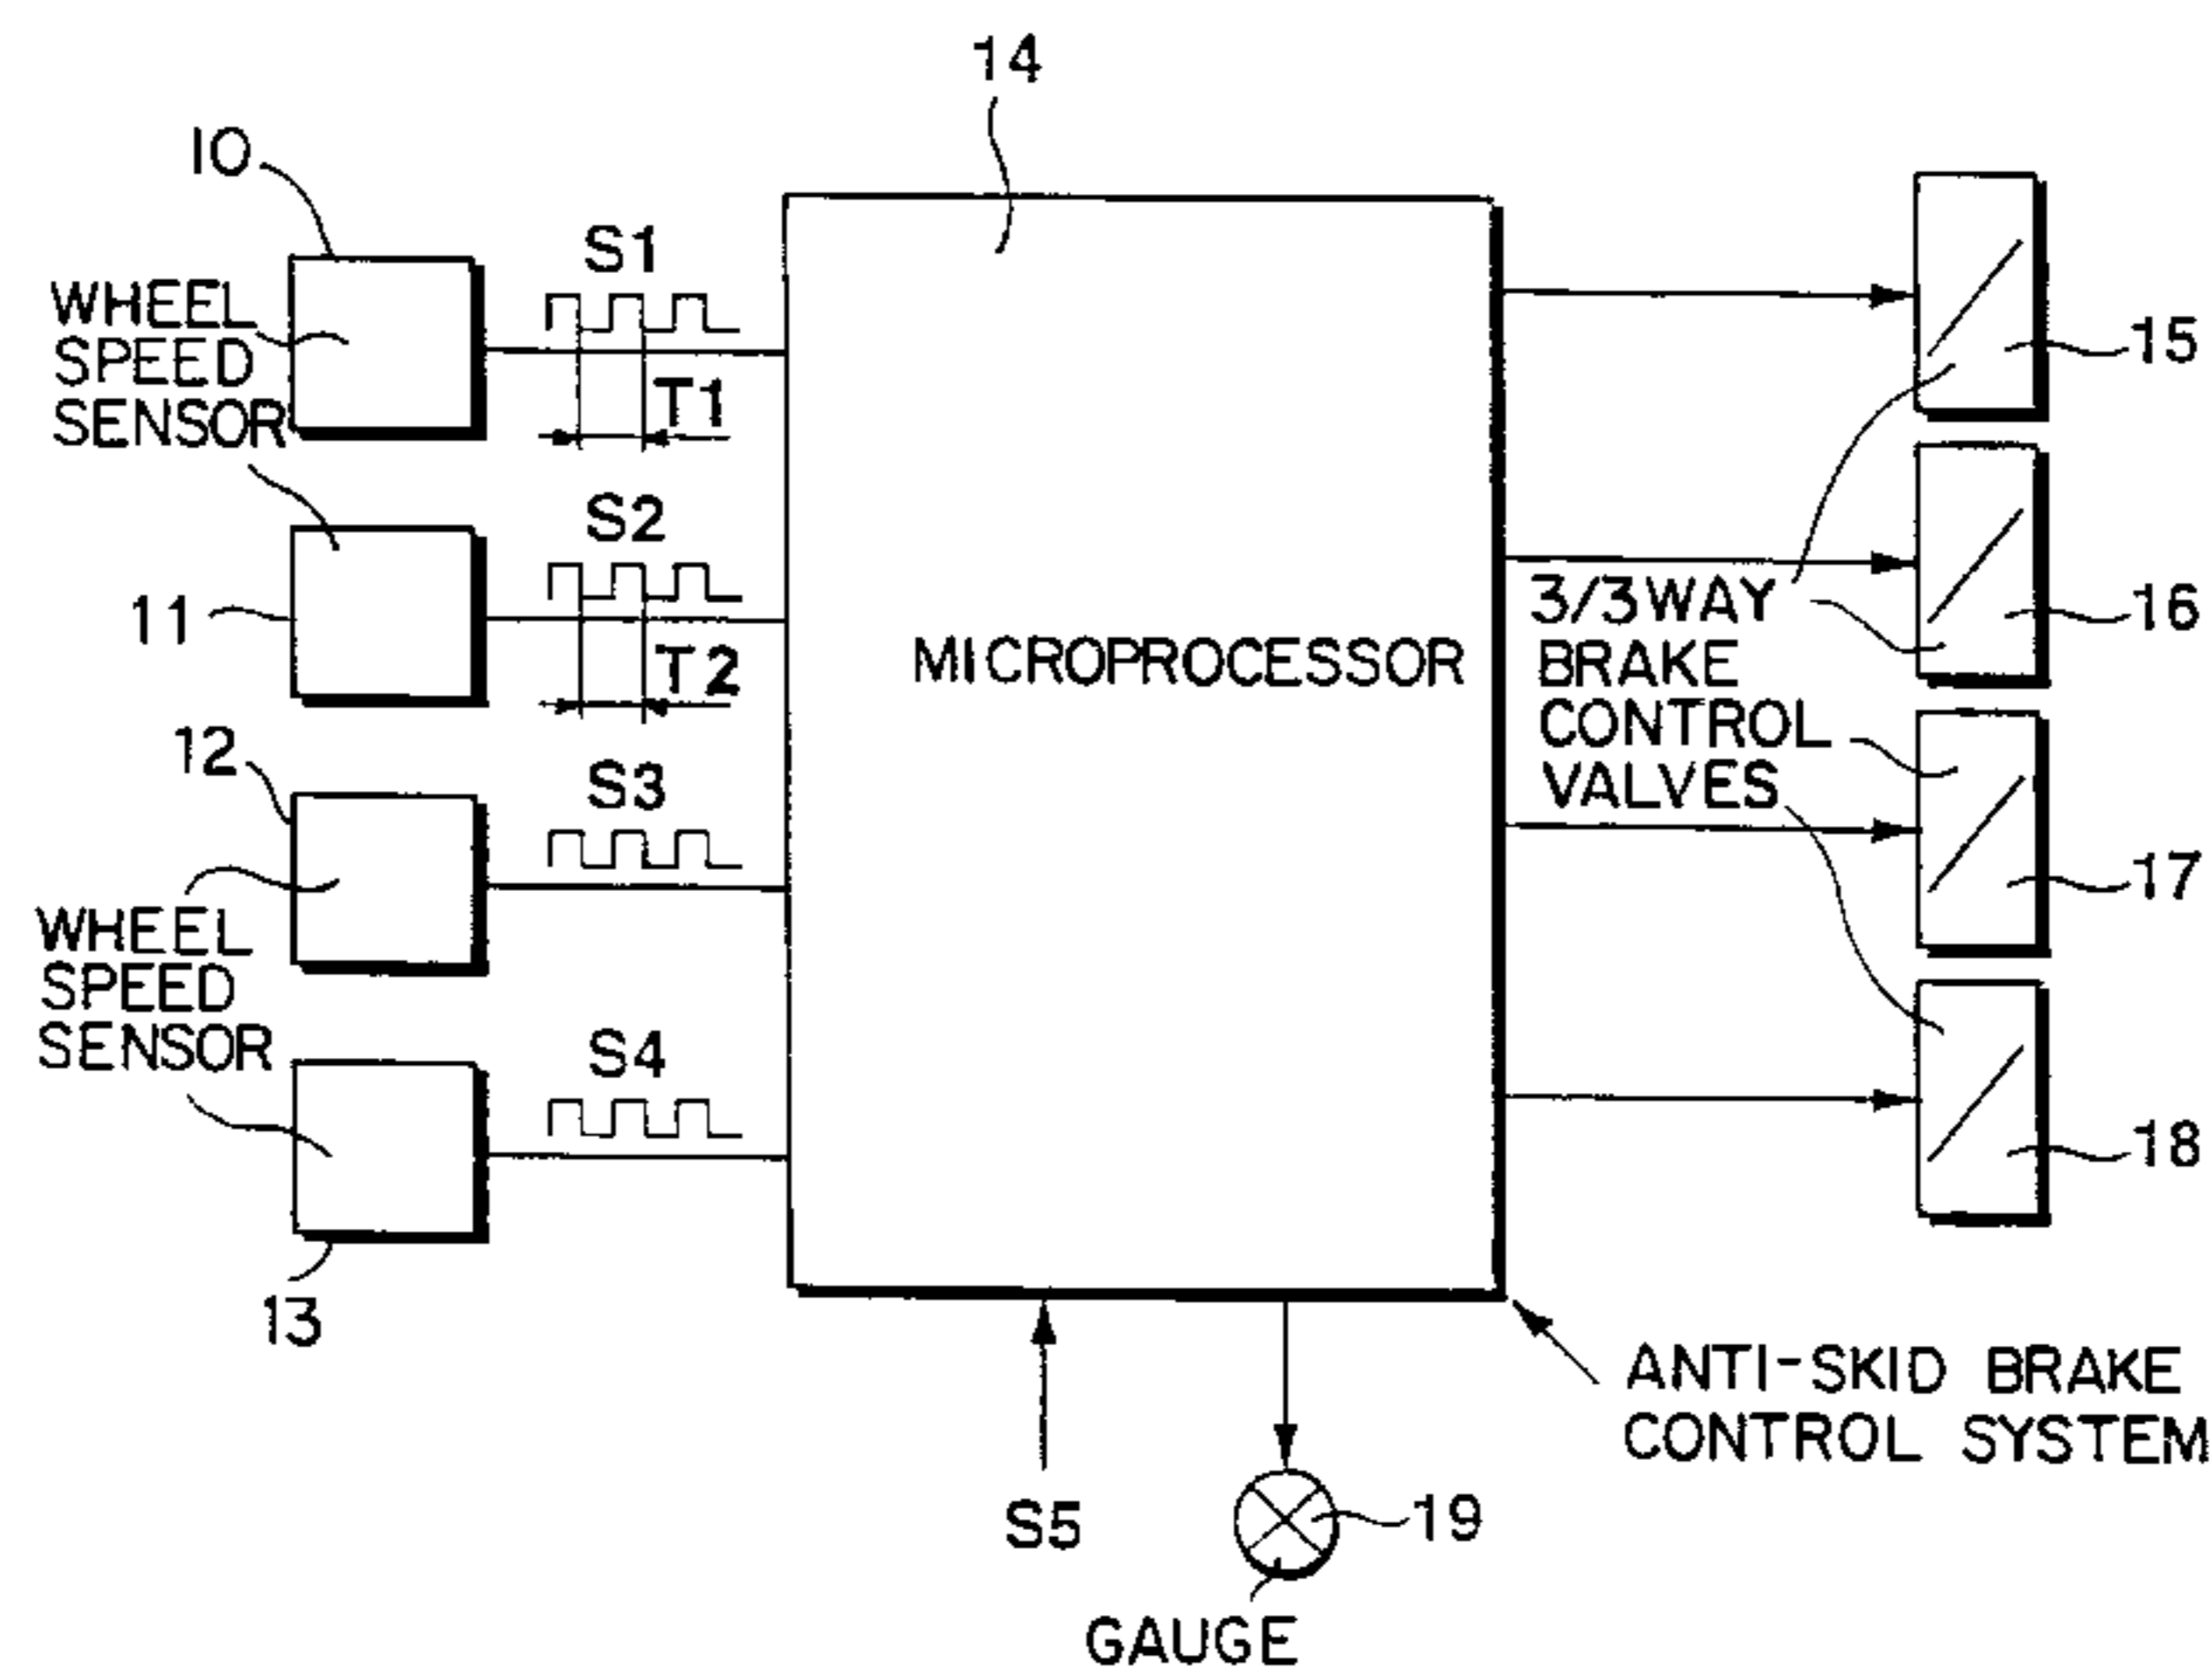 14
10
S1
WHEEL
SPEED
SENSOR
T1
15
S2
11
T2
3/3WAY
BRAKE
CONTROL
VALVES
16
MICROPROCESSOR
12
S3
17
WHEEL
SPEED
SENSOR
S4
18
13
ANTI-SKID BRAKE
CONTROL SYSTEM
S5
19
GAUGE